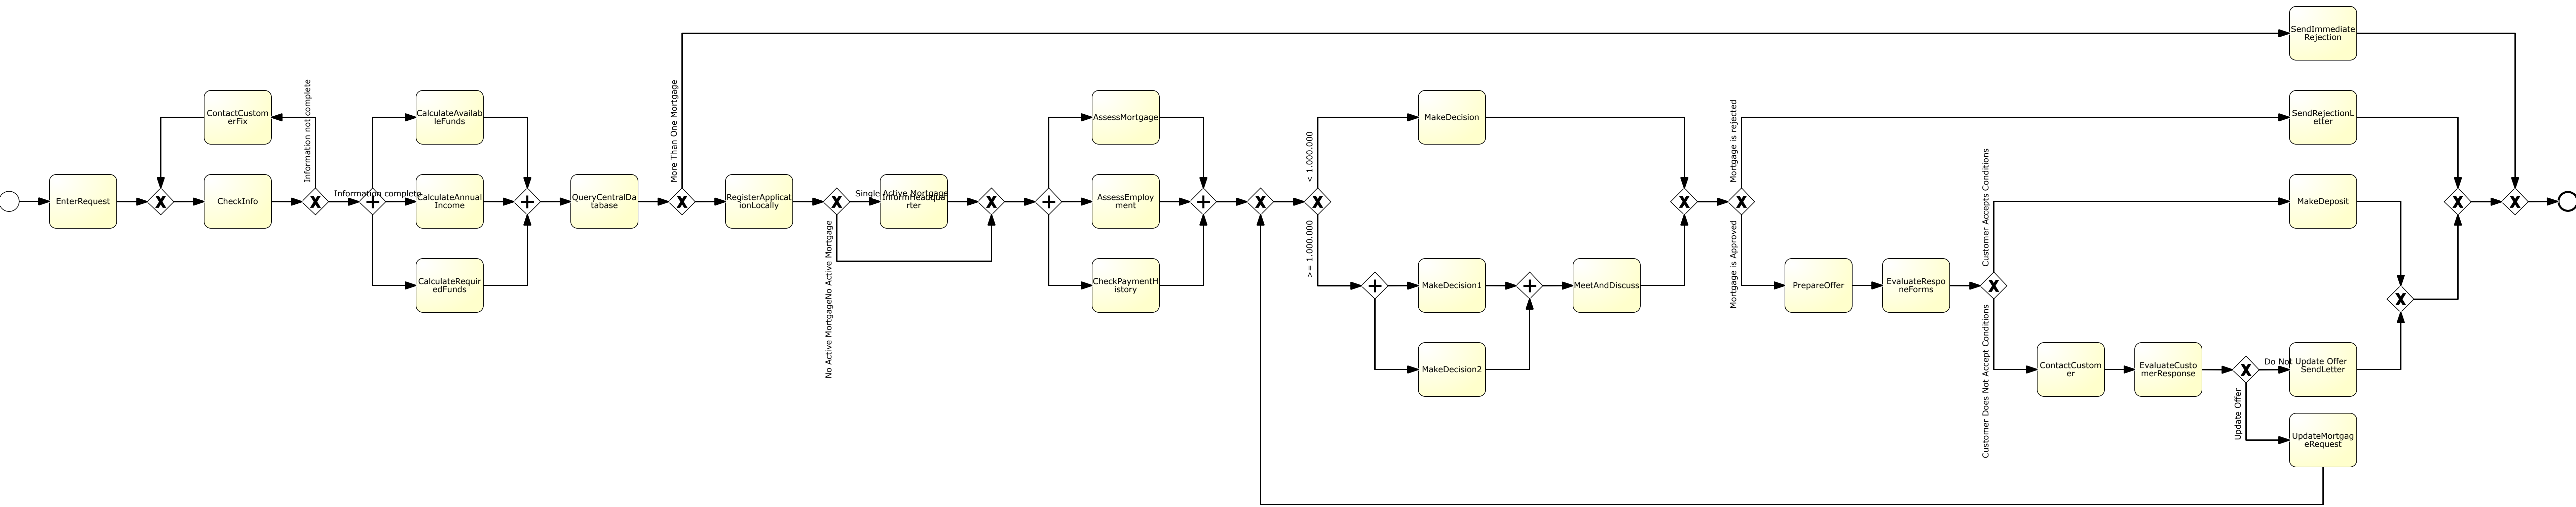 SendImmediate
Rejection
ContactCustom
erFix
Information not complete
CalculateAvailab
leFunds
More Than One Mortgage
AssessMortgage
< 1.000.000
MakeDecision
Mortgage is rejected
SendRejectionL
etter
EnterRequest
CheckInfo
Information complete
CalculateAnnual
Income
QueryCentralDa
tabase
RegisterApplicat
ionLocally
Single Active Mortgage
InformHeadquar
ter
No Active MortgageNo Active Mortgage
AssessEmploy
ment
Customer Accepts Conditions
MakeDeposit
CalculateRequir
edFunds
CheckPaymentH
istory
>= 1.000.000
MakeDecision1
MeetAndDiscuss
Mortgage is Approved
PrepareOffer
EvaluateRespo
nseForms
MakeDecision2
Customer Does Not Accept Conditions
ContactCustom
er
EvaluateCusto
merResponse
Do Not Update Offer
SendLetter
Update Offer
UpdateMortgag
eRequest